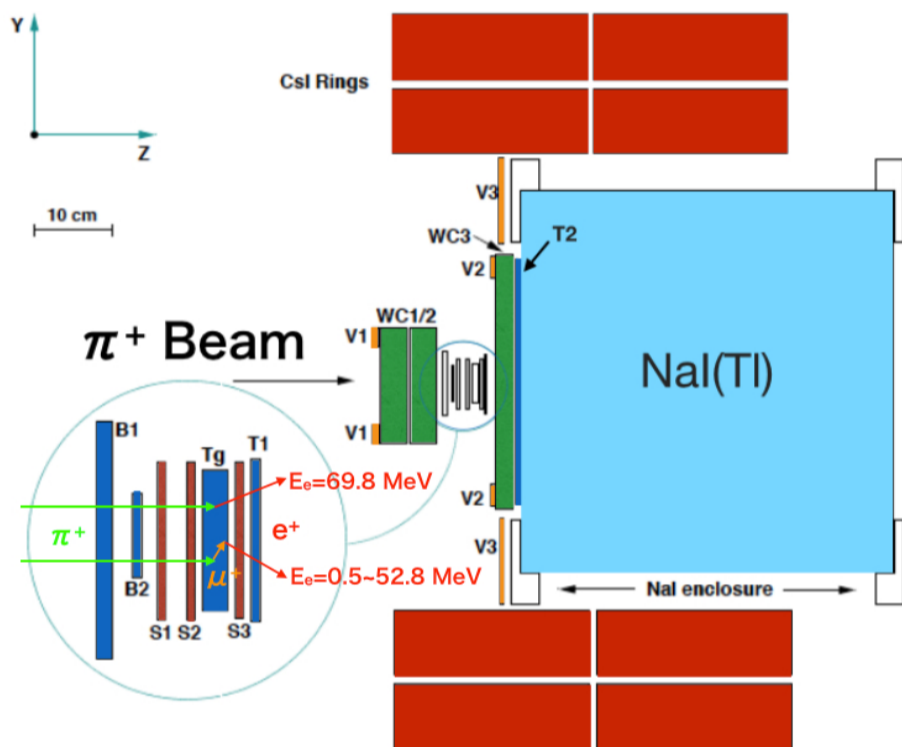 Y
Z
10 cm
CsI Rings
V3
WC3
T2
V2
WC1/2
V1
π⁺ Beam
NaI(Tl)
V1
V2
V3
NaI enclosure
B1
Tg
T1
Eₑ=69.8 MeV
π⁺
e⁺
μ⁺
Eₑ=0.5~52.8 MeV
B2
S1
S2
S3